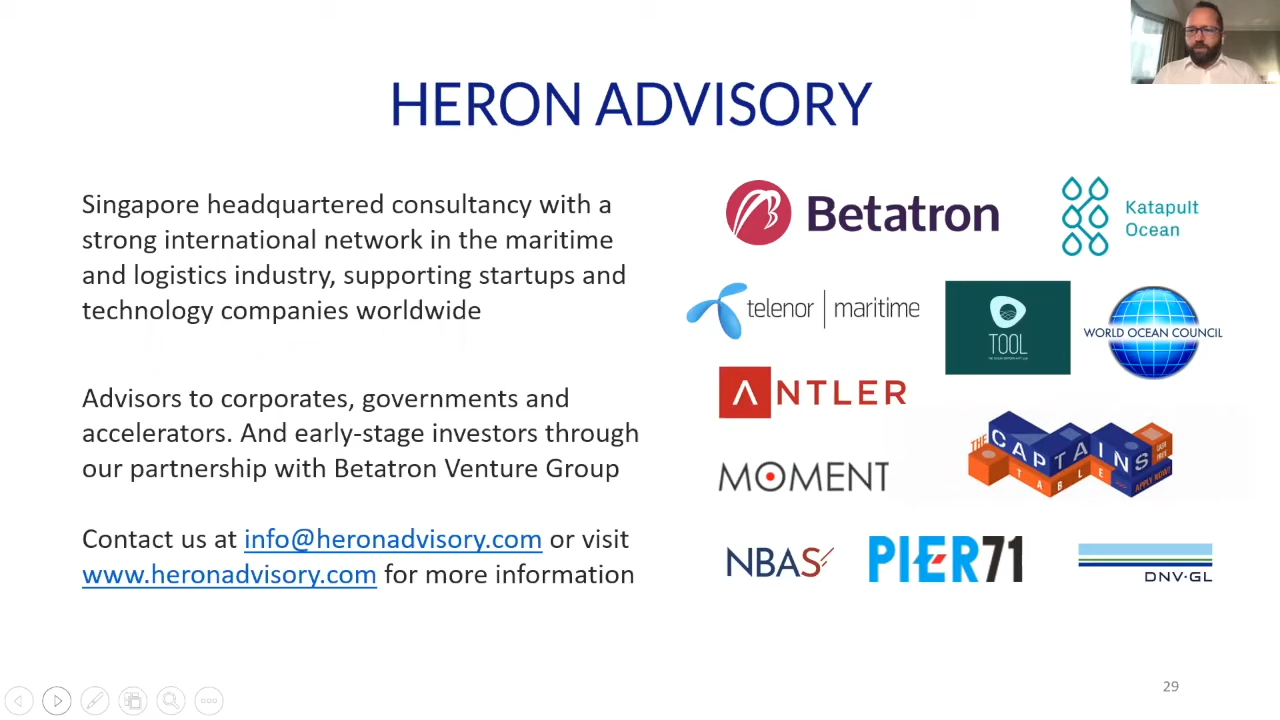 HERON ADVISORY
Singapore headquartered consultancy with a
strong international network in the maritime
and logistics industry, supporting startups and
technology companies worldwide
Advisors to corporates, governments and
accelerators. And early-stage investors through
our partnership with Betatron Venture Group
Contact us at info@heronadvisory.com or visit
www.heronadvisory.com for more information
Betatron
Katapult
Ocean
telenor | maritime
TOOL
WORLD OCEAN COUNCIL
ANTLER
THE
CAPTAINS
TABLE
APPLY NOW!
MOMENT
NBAS
PIER71
DNV·GL
29